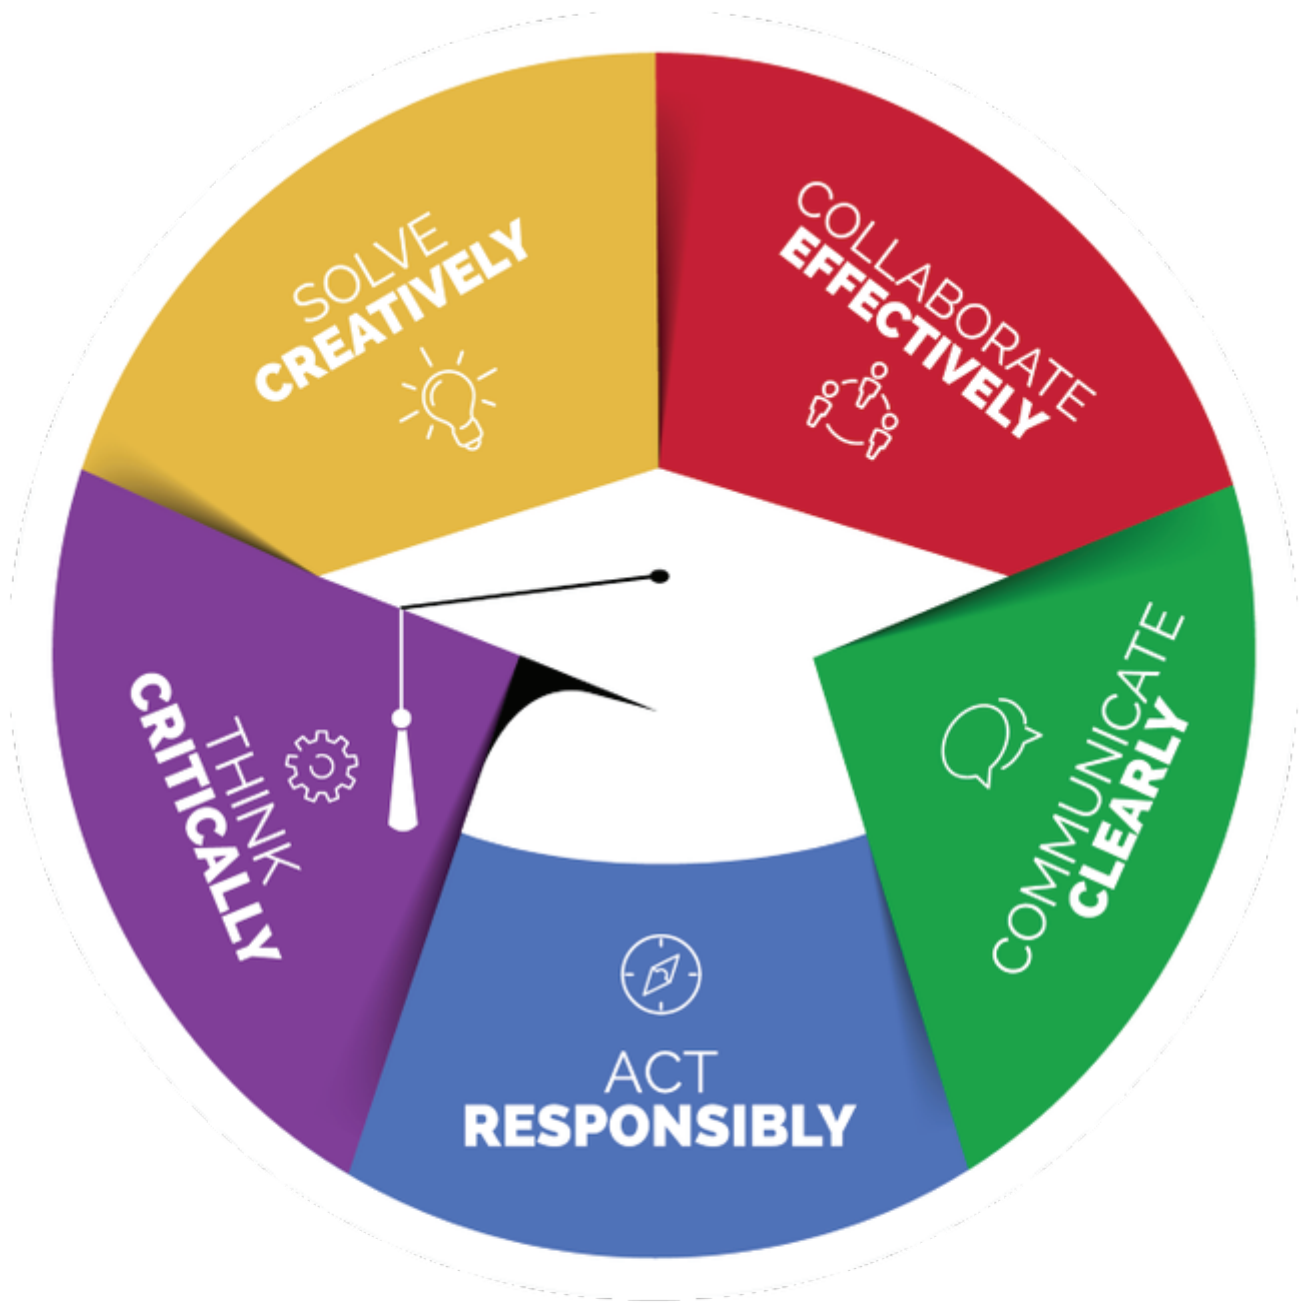 SOLVE
CREATIVELY
COLLABORATE
EFFECTIVELY
COMMUNICATE
CLEARLY
ACT
RESPONSIBLY
THINK
CRITICALLY